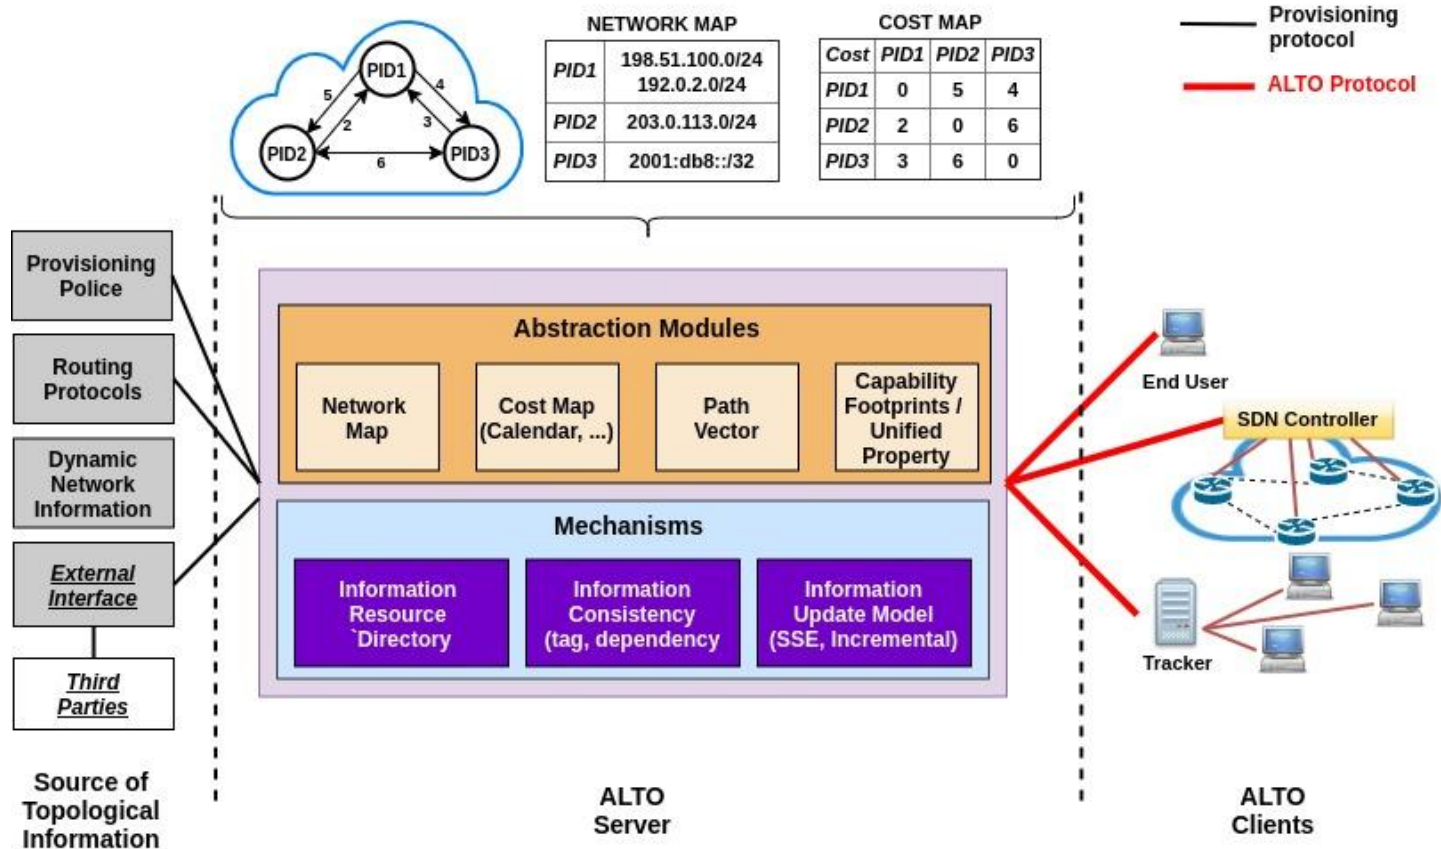 PID1
5
4
2
3
PID2
6
PID3
NETWORK MAP
PID1 198.51.100.0/24
192.0.2.0/24
PID2 203.0.113.0/24
PID3 2001:db8::/32
COST MAP
Cost PID1 PID2 PID3
PID1 0 5 4
PID2 2 0 6
PID3 3 6 0
Provisioning
protocol
ALTO Protocol
Provisioning
Police
Routing
Protocols
Dynamic
Network
Information
External
Interface
Third
Parties
Source of
Topological
Information
Abstraction Modules
Network
Map
Cost Map
(Calendar, ...)
Path
Vector
Capability
Footprints /
Unified
Property
Mechanisms
Information
Resource
`Directory
Information
Consistency
(tag, dependency
Information
Update Model
(SSE, Incremental)
ALTO
Server
End User
SDN Controller
Tracker
ALTO
Clients